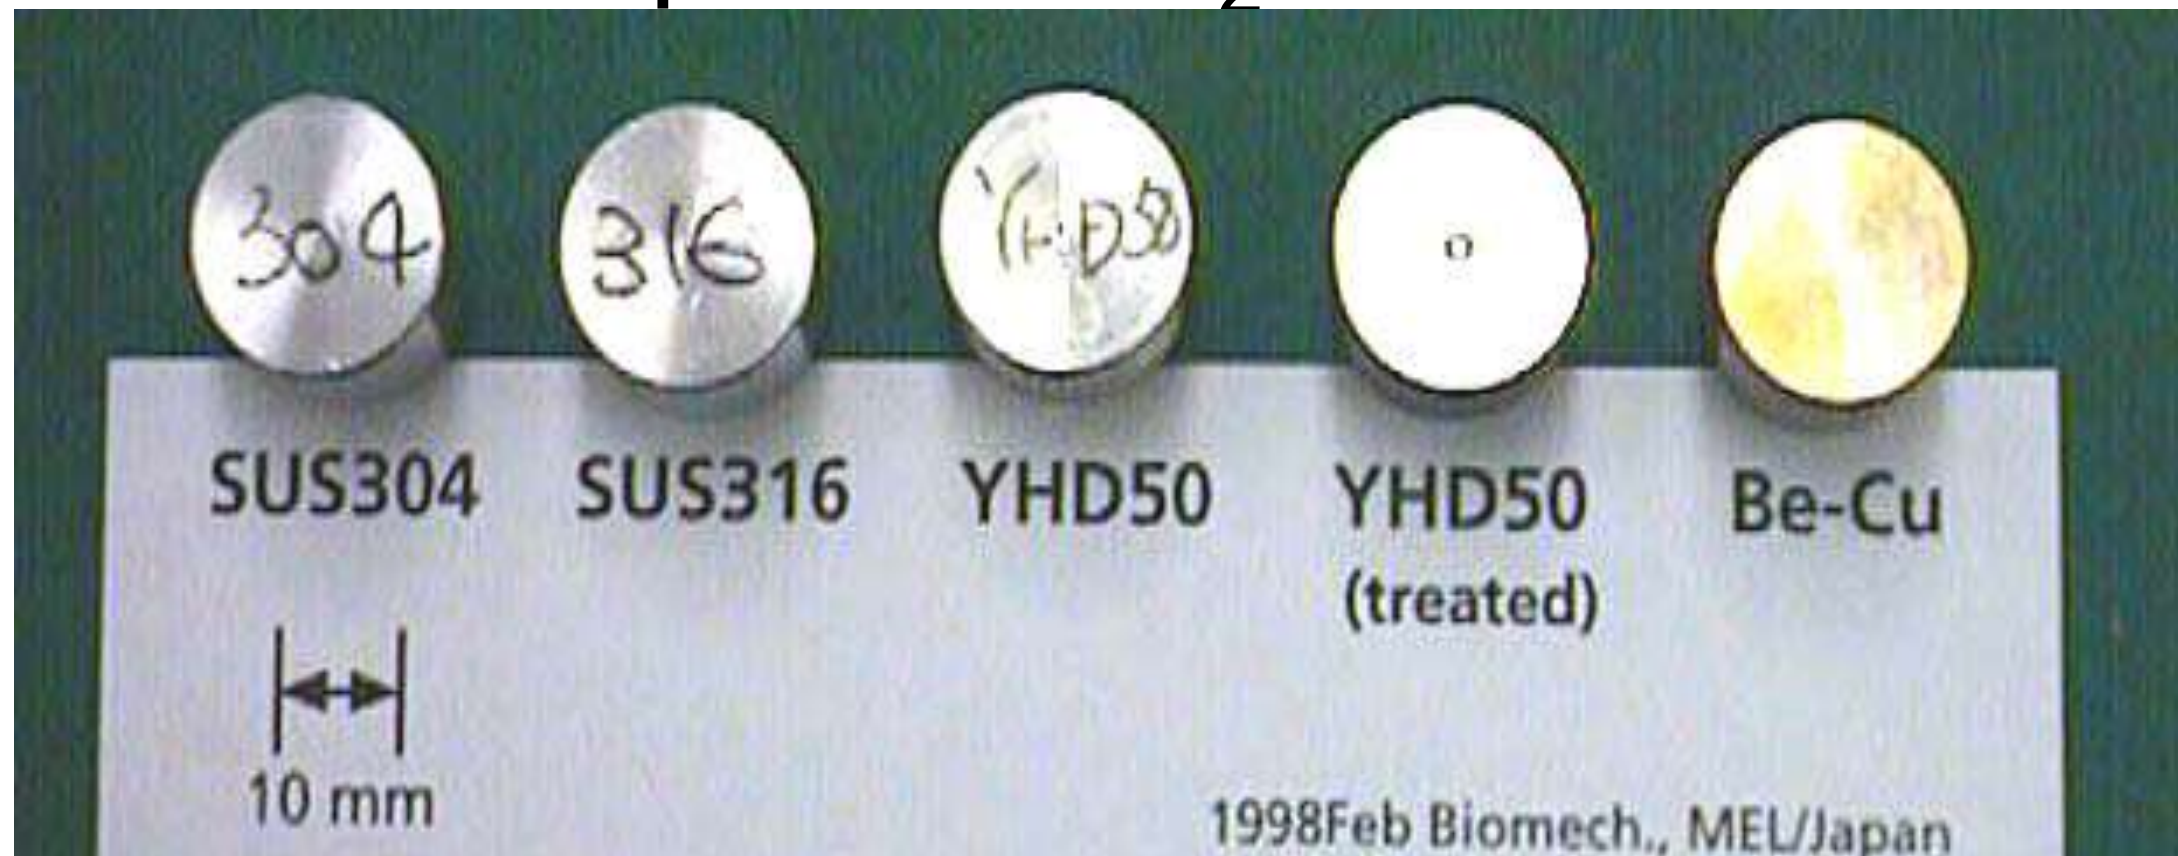 304 316
SUS304 SUS316 YHD50 YHD50 Be-Cu
(treated)
10 mm
1998Feb Biomech., MEL/Japan